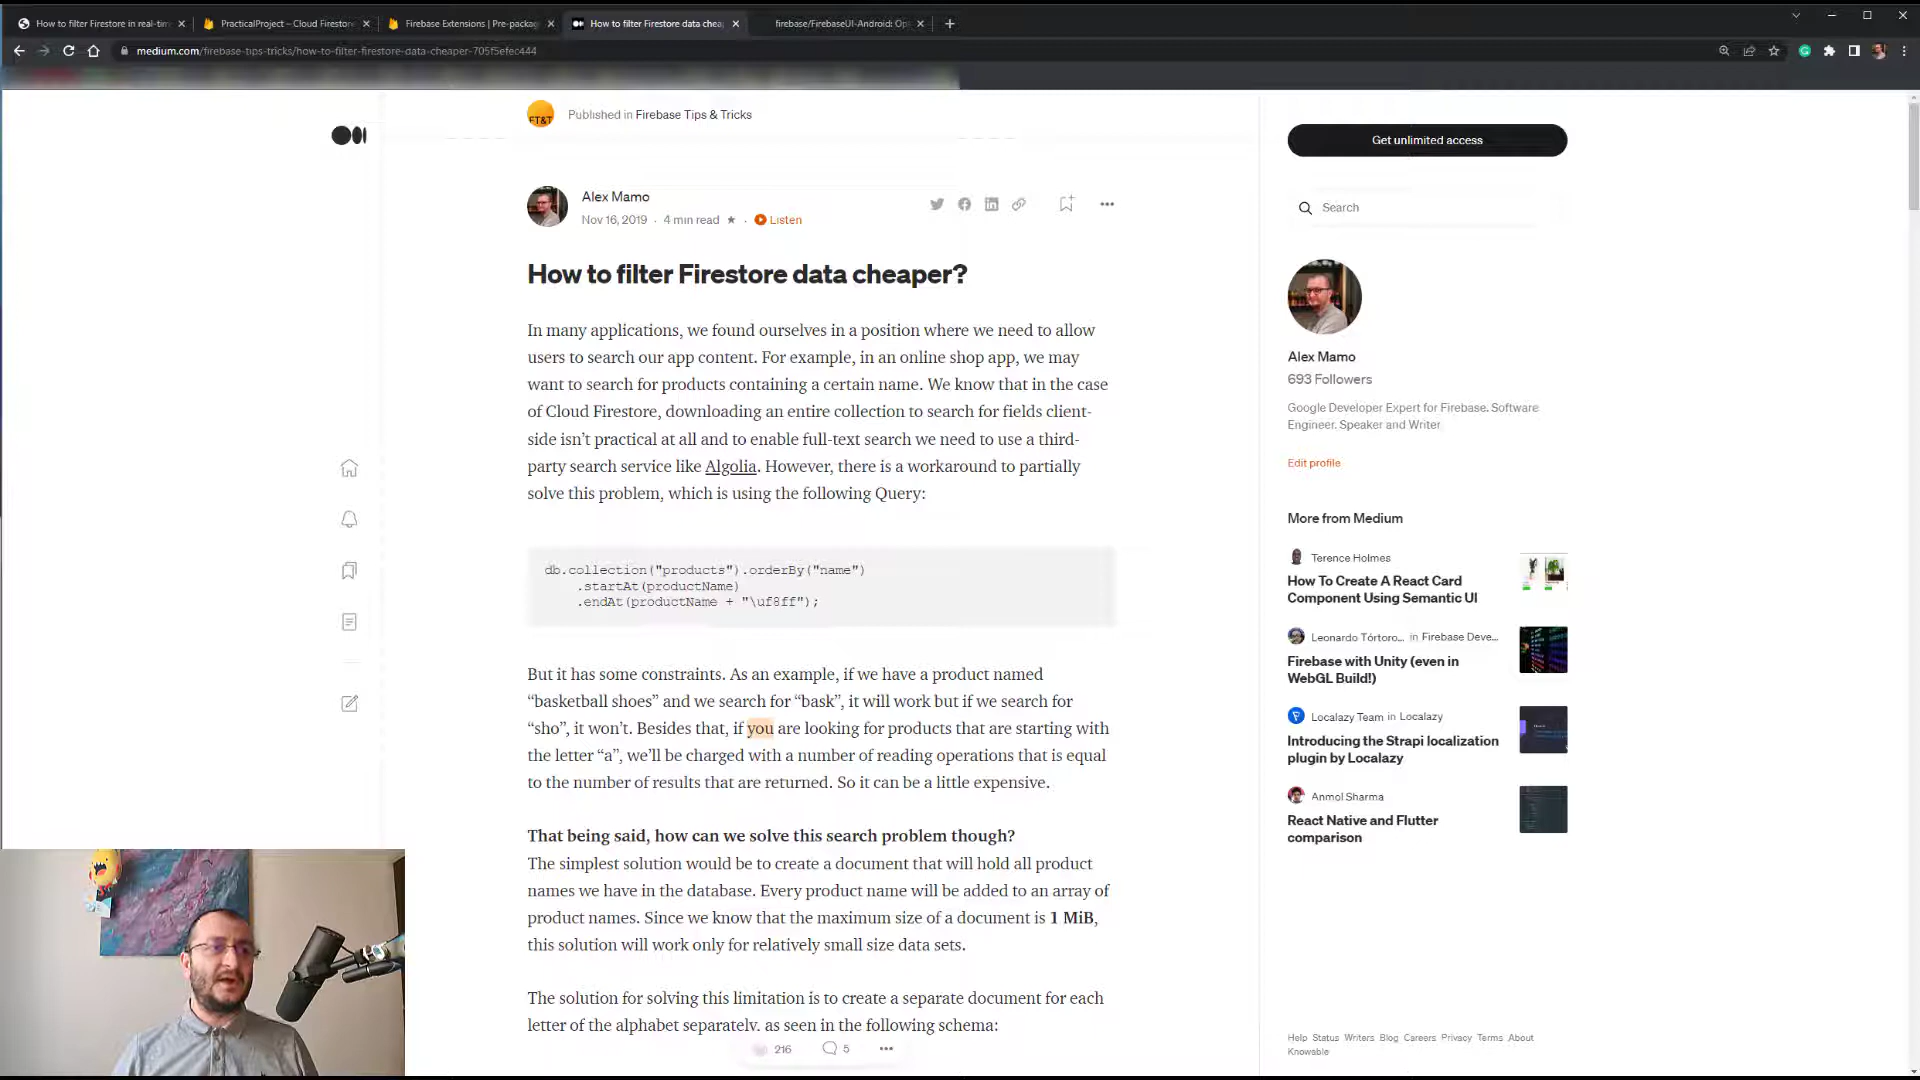 How to filter Firestore in real-tim
PracticalProject – Cloud Firestore
Firebase Extensions | Pre-packag
How to filter Firestore data chea
firebase/FirebaseUI-Android: Op
medium.com/firebase-tips-tricks/how-to-filter-firestore-data-cheaper-705f5efec444
FT&T
Published in Firebase Tips & Tricks
Get unlimited access
Alex Mamo
Nov 16, 2019 · 4 min read · Listen
Search
How to filter Firestore data cheaper?
In many applications, we found ourselves in a position where we need to allow
users to search our app content. For example, in an online shop app, we may
want to search for products containing a certain name. We know that in the case
of Cloud Firestore, downloading an entire collection to search for fields client-
side isn’t practical at all and to enable full-text search we need to use a third-
party search service like Algolia. However, there is a workaround to partially
solve this problem, which is using the following Query:
db.collection("products").orderBy("name")
.startAt(productName)
.endAt(productName + "\uf8ff");
But it has some constraints. As an example, if we have a product named
“basketball shoes” and we search for “bask”, it will work but if we search for
“sho”, it won’t. Besides that, if you are looking for products that are starting with
the letter “a”, we’ll be charged with a number of reading operations that is equal
to the number of results that are returned. So it can be a little expensive.
That being said, how can we solve this search problem though?
The simplest solution would be to create a document that will hold all product
names we have in the database. Every product name will be added to an array of
product names. Since we know that the maximum size of a document is 1 MiB,
this solution will work only for relatively small size data sets.
The solution for solving this limitation is to create a separate document for each
letter of the alphabet separately, as seen in the following schema:
216
5
Alex Mamo
693 Followers
Google Developer Expert for Firebase. Software
Engineer. Speaker and Writer
Edit profile
More from Medium
Terence Holmes
How To Create A React Card
Component Using Semantic UI
Leonardo Tórtoro... in Firebase Deve...
Firebase with Unity (even in
WebGL Build!)
Localazy Team in Localazy
Introducing the Strapi localization
plugin by Localazy
Anmol Sharma
React Native and Flutter
comparison
Help Status Writers Blog Careers Privacy Terms About
Knowable